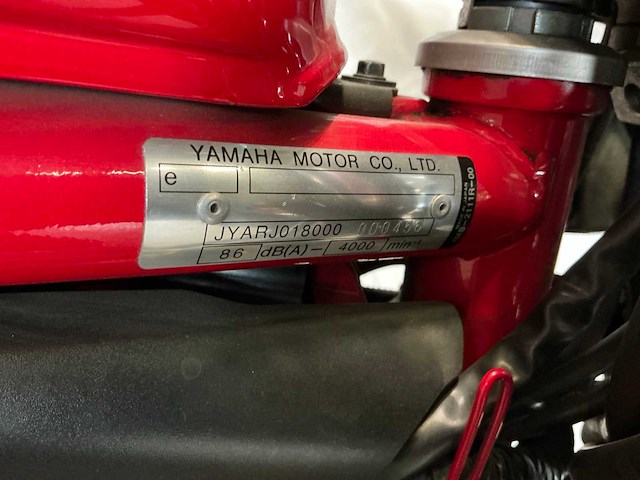 YAMAHA MOTOR CO., LTD.
e
JYARJ018000
86 dB(A) – 4000 min-1